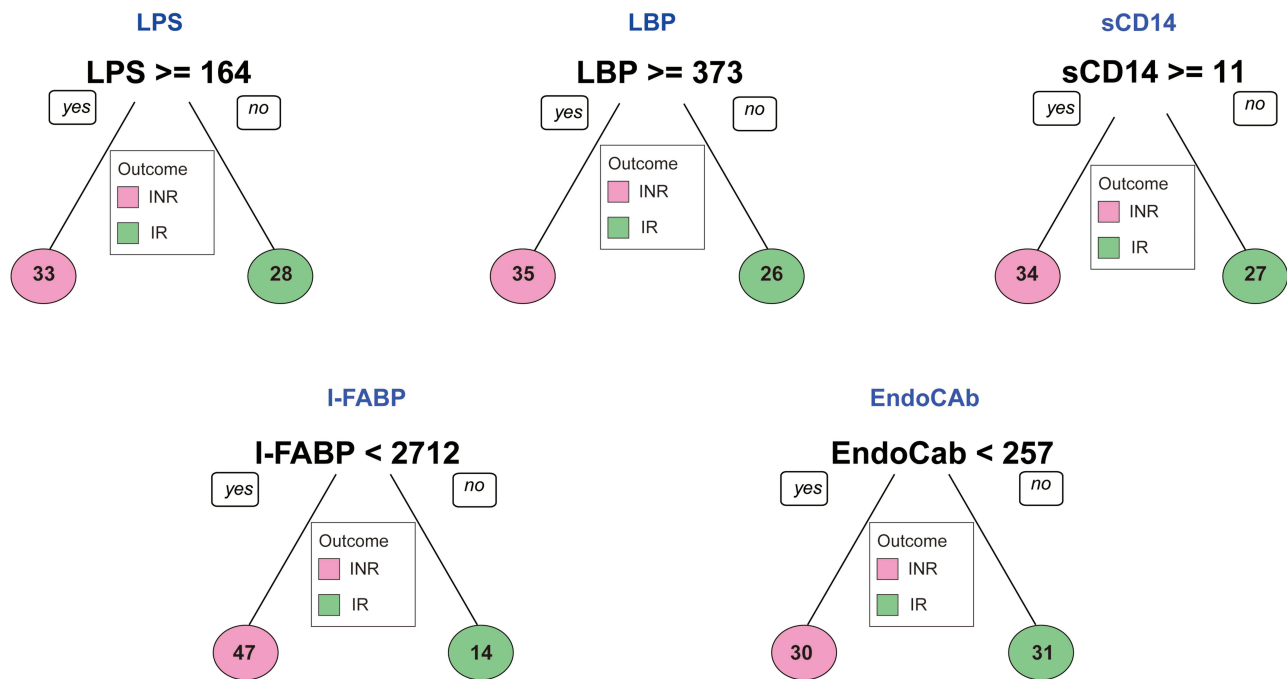 LPS
LPS >= 164
yes
no
Outcome
INR
IR
33
28
LBP
LBP >= 373
yes
no
Outcome
INR
IR
35
26
sCD14
sCD14 >= 11
yes
no
Outcome
INR
IR
34
27
I-FABP
I-FABP < 2712
yes
no
Outcome
INR
IR
47
14
EndoCAb
EndoCab < 257
yes
no
Outcome
INR
IR
30
31